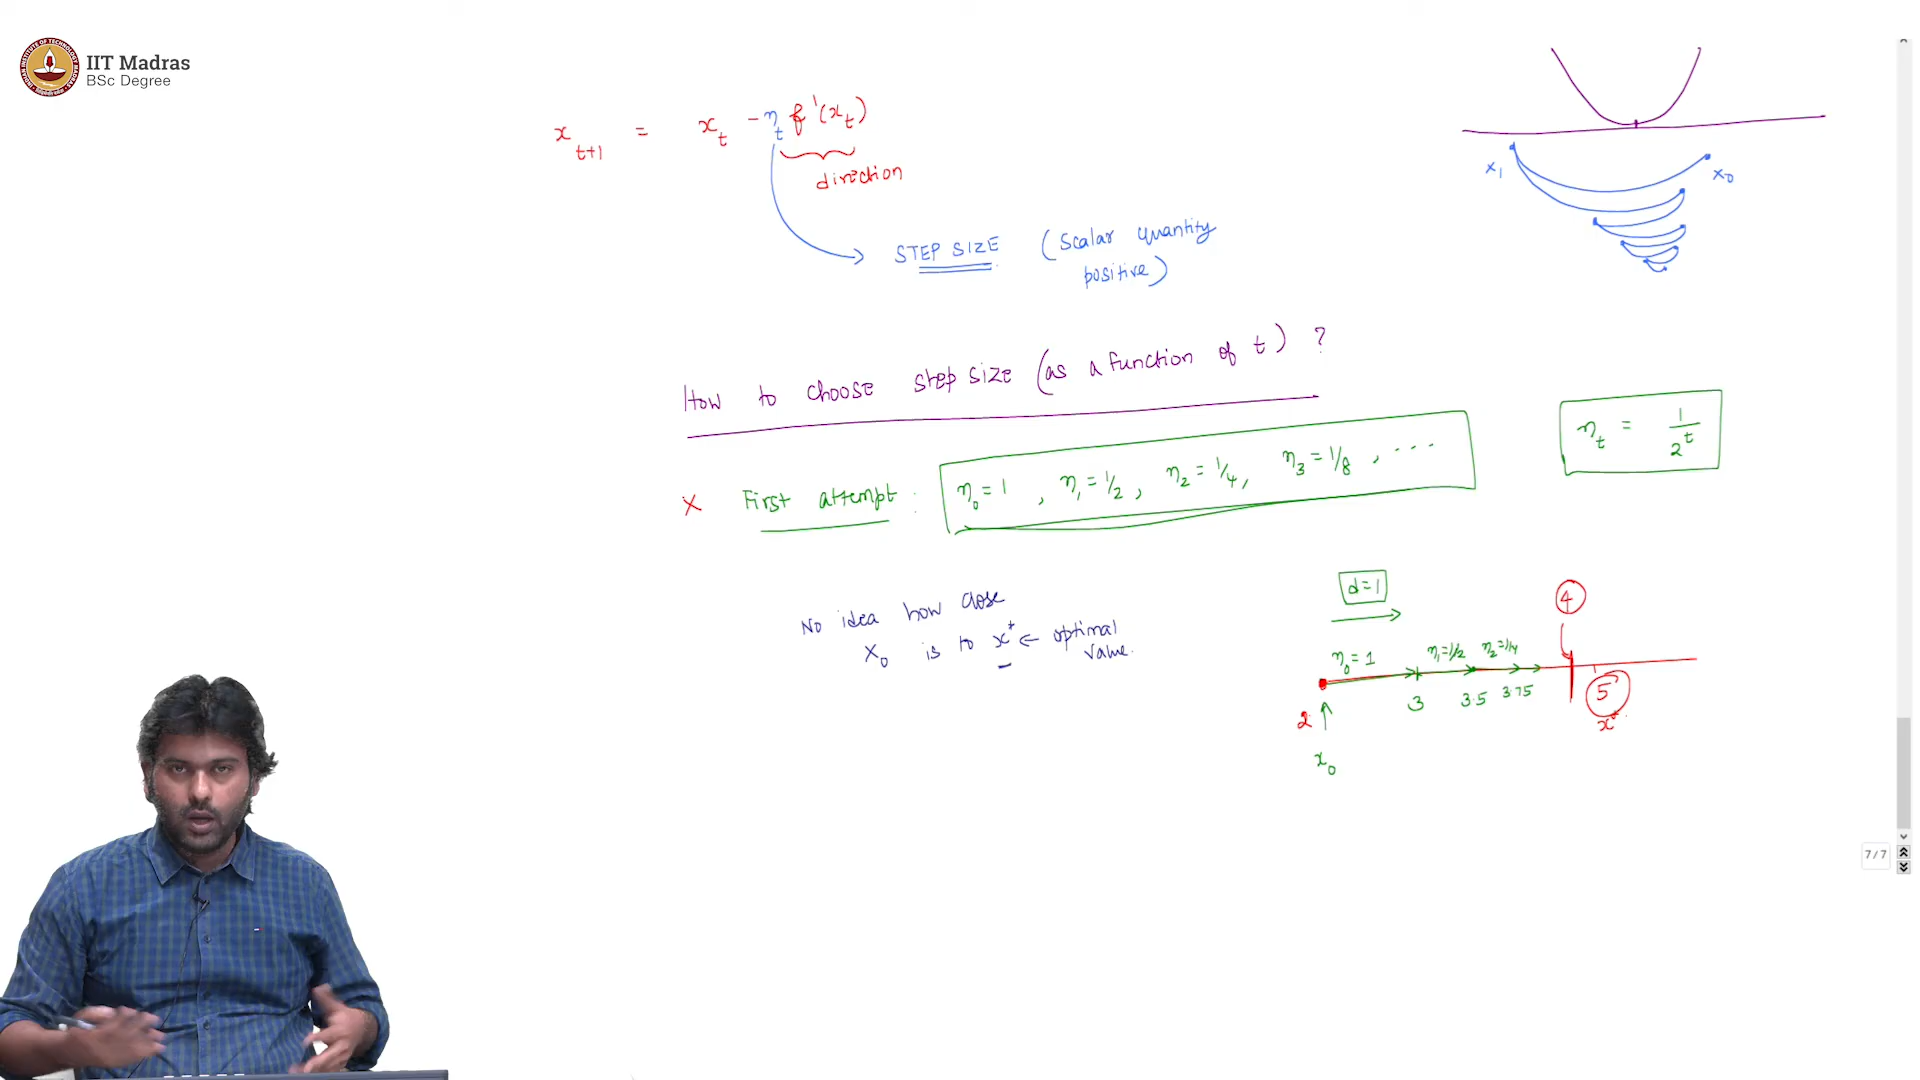 IIT Madras
BSc Degree
x_{t+1} = x_t - η_t f'(x_t)
direction
STEP SIZE (Scalar quantity
positive)
x_1
x_0
How to choose step size (as a function of t) ?
X First attempt : η_0 = 1 , η_1 = 1/2 , η_2 = 1/4, η_3 = 1/8 , ...
η_t = 1/2^t
No idea how close
x_0 is to x* ← optimal
value.
d=1
4
η_0 = 1 η_1 = 1/2 η_2 = 1/4
2 3 3.5 3.75 5
x*
x_0
7/7